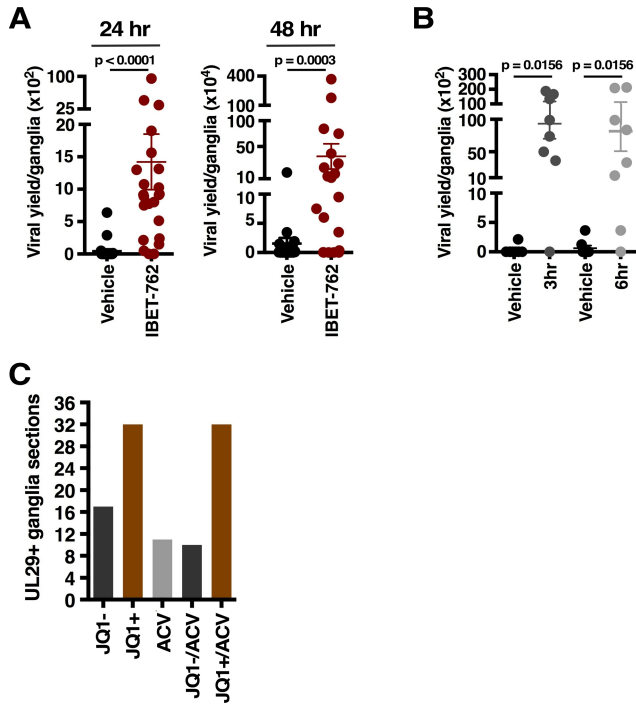 A
24 hr
48 hr
p < 0.0001
p = 0.0003
Viral yield/ganglia (x10²)
100
25
20
15
10
5
0
Vehicle
IBET-762
Viral yield/ganglia (x10⁴)
400
100
100
50
10
10
5
0
Vehicle
IBET-762
B
p = 0.0156 p = 0.0156
Viral yield/ganglia (x10²)
300
200
100
100
50
10
10
5
0
Vehicle
3hr
Vehicle
6hr
C
UL29+ ganglia sections
36
32
28
24
20
16
12
8
4
0
JQ1-
JQ1+
ACV
JQ1-/ACV
JQ1+/ACV